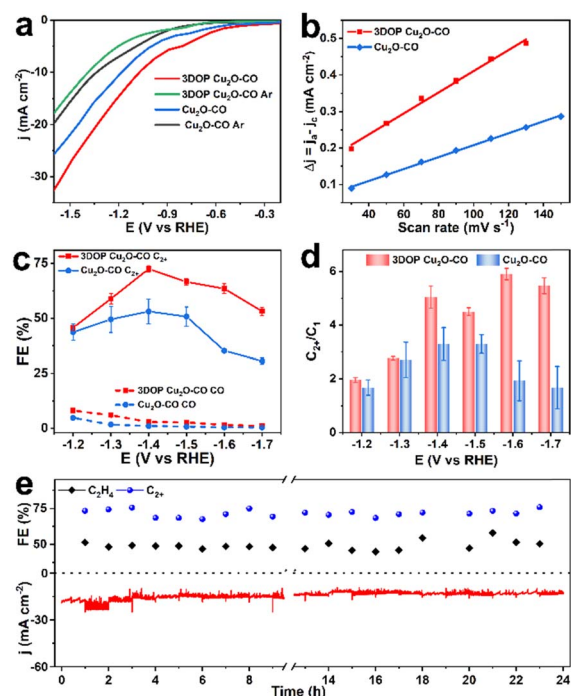 a
j (mA cm⁻²)
0
-10
-20
-30
3DOP Cu₂O-CO
3DOP Cu₂O-CO Ar
Cu₂O-CO
Cu₂O-CO Ar
-1.5
-1.2
-0.9
-0.6
-0.3
E (V vs RHE)
b
Δj = jₐ- j꜀ (mA cm⁻²)
0.5
0.4
0.3
0.2
0.1
3DOP Cu₂O-CO
Cu₂O-CO
30
60
90
120
150
Scan rate (mV s⁻¹)
c
FE (%)
75
50
25
0
3DOP Cu₂O-CO C₂₊
Cu₂O-CO C₂₊
3DOP Cu₂O-CO CO
Cu₂O-CO CO
-1.2
-1.3
-1.4
-1.5
-1.6
-1.7
E (V vs RHE)
d
C₂₊/C₁
6
4
2
0
3DOP Cu₂O-CO
Cu₂O-CO
-1.2
-1.3
-1.4
-1.5
-1.6
-1.7
E (V vs RHE)
e
FE (%)
75
50
C₂H₄
C₂₊
j (mA cm⁻²)
0
-30
-60
0
2
4
6
8
10
14
16
18
20
22
24
Time (h)